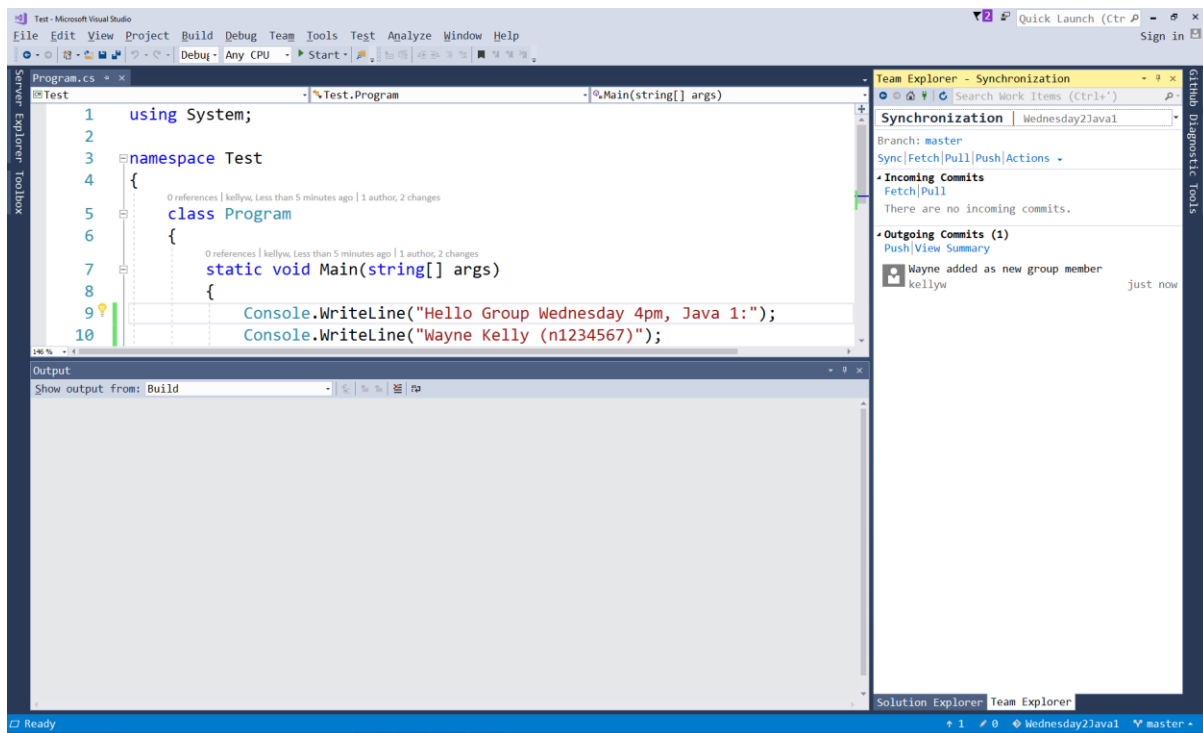 Test - Microsoft Visual Studio
2 Quick Launch (Ctr
File Edit View Project Build Debug Team Tools Test Analyze Window Help
Sign in
Debug Any CPU Start
Server Explorer
Toolbox
Program.cs
Test Test.Program Main(string[] args)
1 using System;
2
3 namespace Test
4 {
0 references | kellyw, Less than 5 minutes ago | 1 author, 2 changes
5 class Program
6 {
0 references | kellyw, Less than 5 minutes ago | 1 author, 2 changes
7 static void Main(string[] args)
8 {
9 Console.WriteLine("Hello Group Wednesday 4pm, Java 1:");
10 Console.WriteLine("Wayne Kelly (n1234567)");
146 %
Output
Show output from: Build
Team Explorer - Synchronization
Search Work Items (Ctrl+')
Synchronization | Wednesday2Java1
Branch: master
Sync | Fetch | Pull | Push | Actions
Incoming Commits
Fetch | Pull
There are no incoming commits.
Outgoing Commits (1)
Push | View Summary
Wayne added as new group member
kellyw just now
Solution Explorer Team Explorer
GitHub
Diagnostic Tools
Ready
1 0 Wednesday2Java1 master